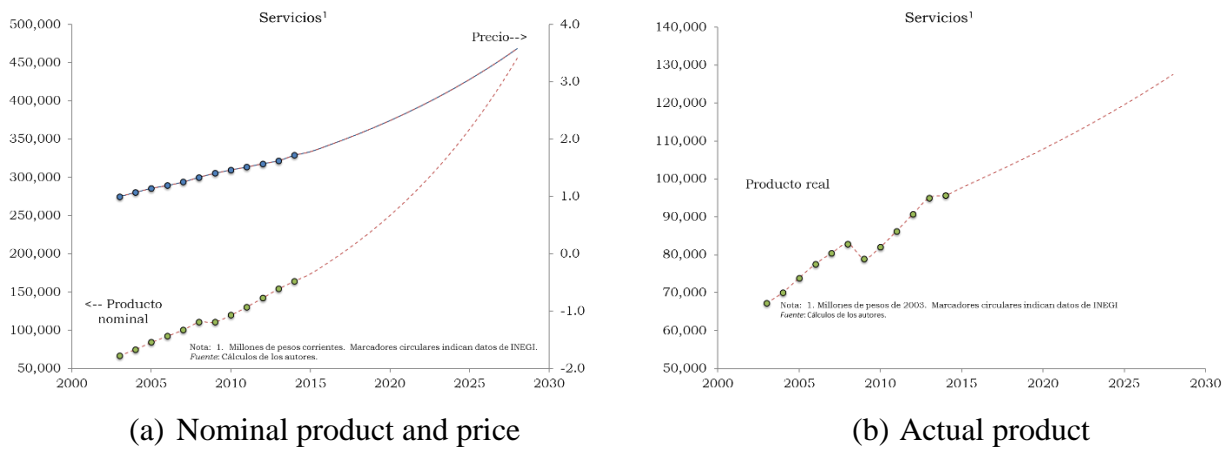 Servicios¹
500,000
450,000
400,000
350,000
300,000
250,000
200,000
150,000
100,000
50,000
4.0
3.0
2.0
1.0
0.0
-1.0
-2.0
Precio-->
<-- Producto
nominal
Nota: 1. Millones de pesos corrientes. Marcadores circulares indican datos de INEGI.
Fuente: Cálculos de los autores.
2000 2005 2010 2015 2020 2025 2030
(a) Nominal product and price
Servicios¹
140,000
130,000
120,000
110,000
100,000
90,000
80,000
70,000
60,000
50,000
Producto real
Nota: 1. Millones de pesos de 2003. Marcadores circulares indican datos de INEGI
Fuente: Cálculos de los autores.
2000 2005 2010 2015 2020 2025 2030
(b) Actual product